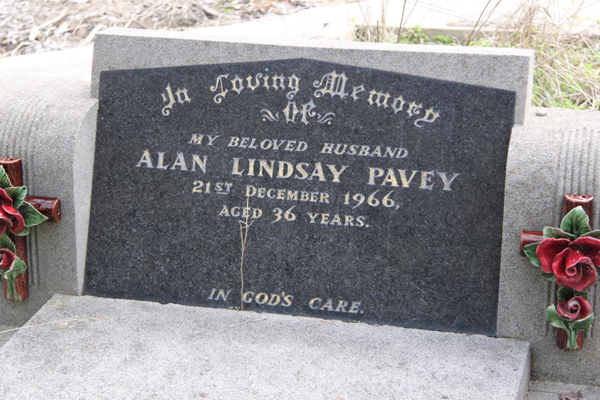 In Loving Memory
Of
MY BELOVED HUSBAND
ALAN LINDSAY PAVEY
21ST DECEMBER 1966,
AGED 36 YEARS.
IN GOD'S CARE.